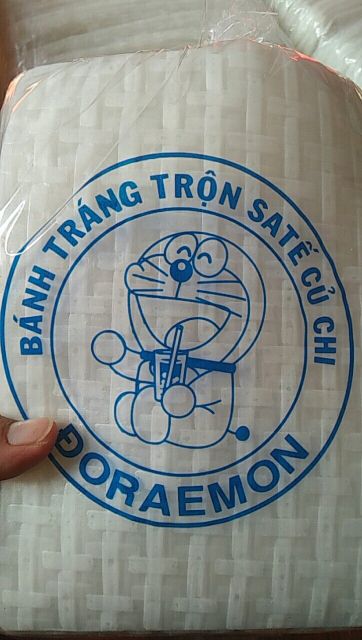 BÁNH TRÁNG TRỘN SATẾ CỦ CHI
ĐORAEMON